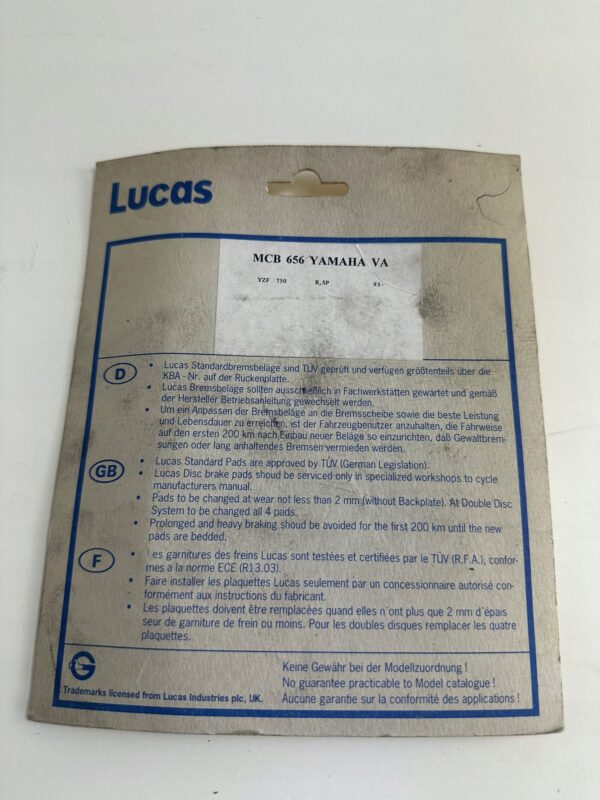 Lucas
MCB 656 YAMAHA VA
YZF 750 R,SP 93-
D
• Lucas Standardbremsbeläge sind TÜV geprüft und verfügen größtenteils über die
KBA - Nr. auf der Rückenplatte.
• Lucas Bremsbeläge sollten ausschließlich in Fachwerkstätten gewartet und gemäß
der Hersteller Betriebsanleitung gewechselt werden.
• Um ein Anpassen der Bremsbeläge an die Bremsscheibe sowie die beste Leistung
und Lebensdauer zu erreichen, ist der Fahrzeugbenutzer anzuhalten, die Fahrweise
auf den ersten 200 km nach Einbau neuer Beläge so einzurichten, daß Gewaltbrem-
sungen oder lang anhaltendes Bremsen vermieden werden.
GB
• Lucas Standard Pads are approved by TÜV (German Legislation).
• Lucas Disc brake pads shoud be serviced only in specialized workshops to cycle
manufacturers manual.
• Pads to be changed at wear not less than 2 mm (without Backplate). At Double Disc
System to be changed all 4 pads.
• Prolonged and heavy braking shoud be avoided for the first 200 km until the new
pads are bedded.
F
• Les garnitures des freins Lucas sont testées et certifiées par le TÜV (R.F.A.), confor-
mes a la norme ECE (R13.03).
• Faire installer les plaquettes Lucas seulement par un concessionnaire autorisé con-
formément aux instructions du fabricant.
• Les plaquettes doivent être remplacées quand elles n'ont plus que 2 mm d'épais
seur de garniture de frein ou moins. Pour les doubles disques remplacer les quatre
plaquettes.
Trademarks licensed from Lucas Industries plc, UK.
Keine Gewähr bei der Modellzuordnung !
No guarantee practicable to Model catalogue !
Aucune garantie sur la conformité des applications !